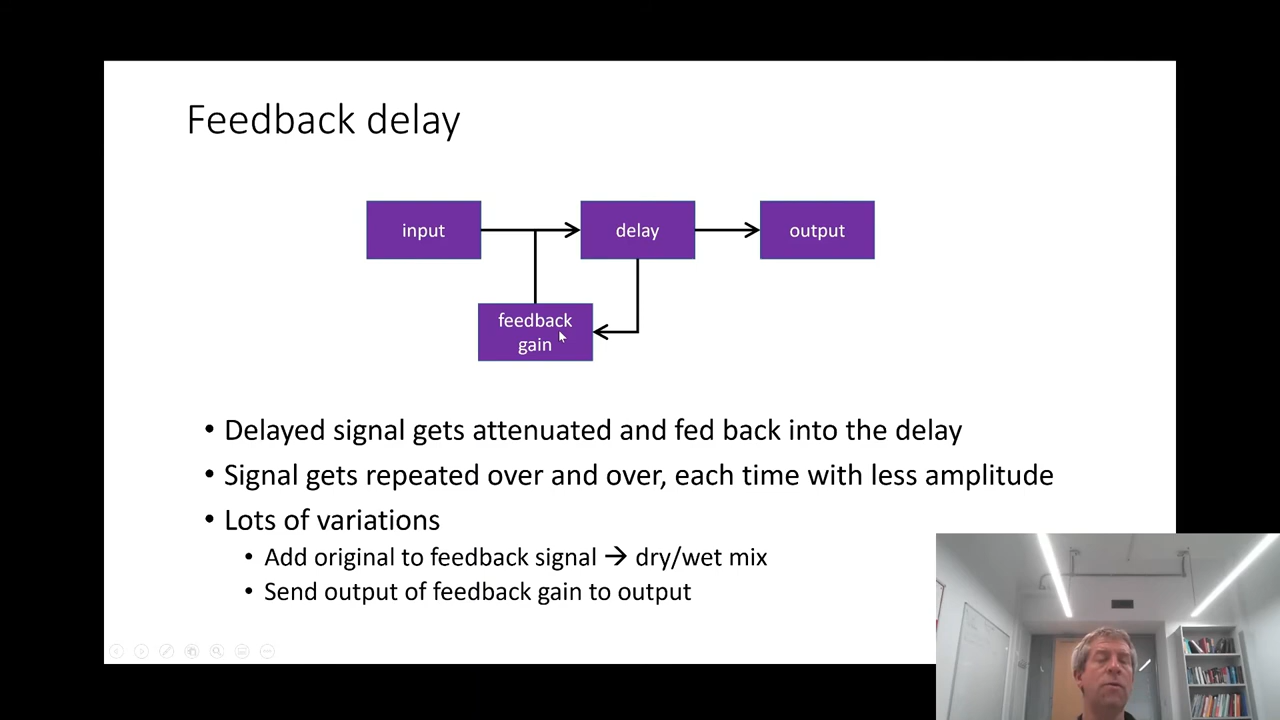 Feedback delay
input
delay
output
feedback
gain
• Delayed signal gets attenuated and fed back into the delay
• Signal gets repeated over and over, each time with less amplitude
• Lots of variations
• Add original to feedback signal → dry/wet mix
• Send output of feedback gain to output